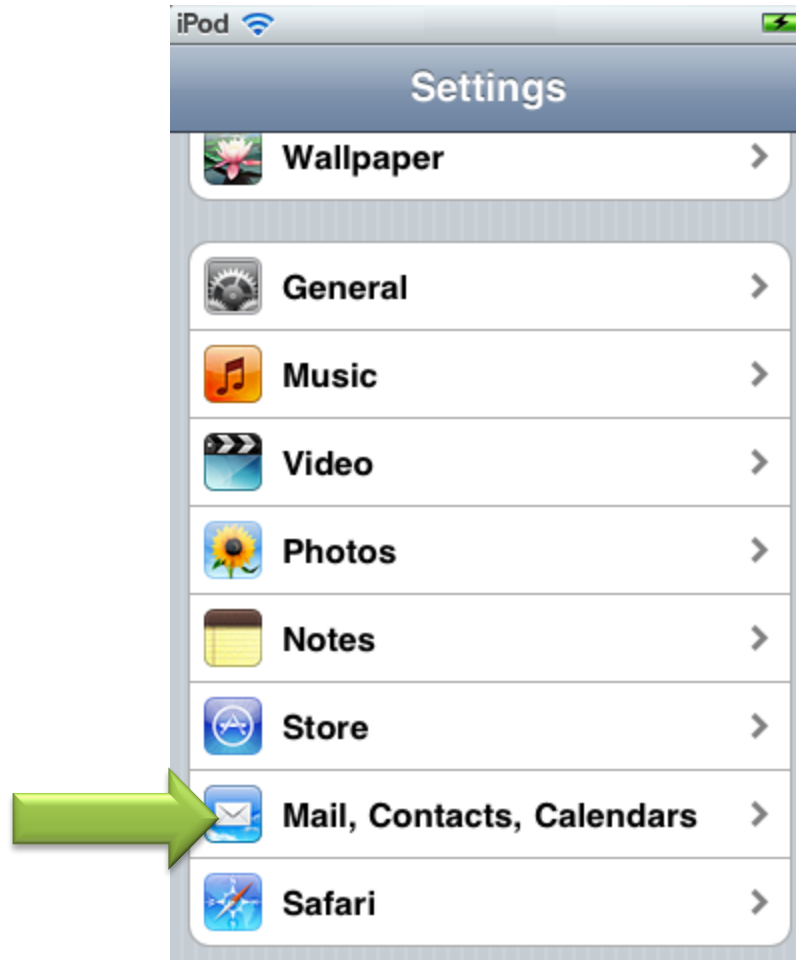 iPod
Settings
Wallpaper
General
Music
Video
Photos
Notes
Store
Mail, Contacts, Calendars
Safari